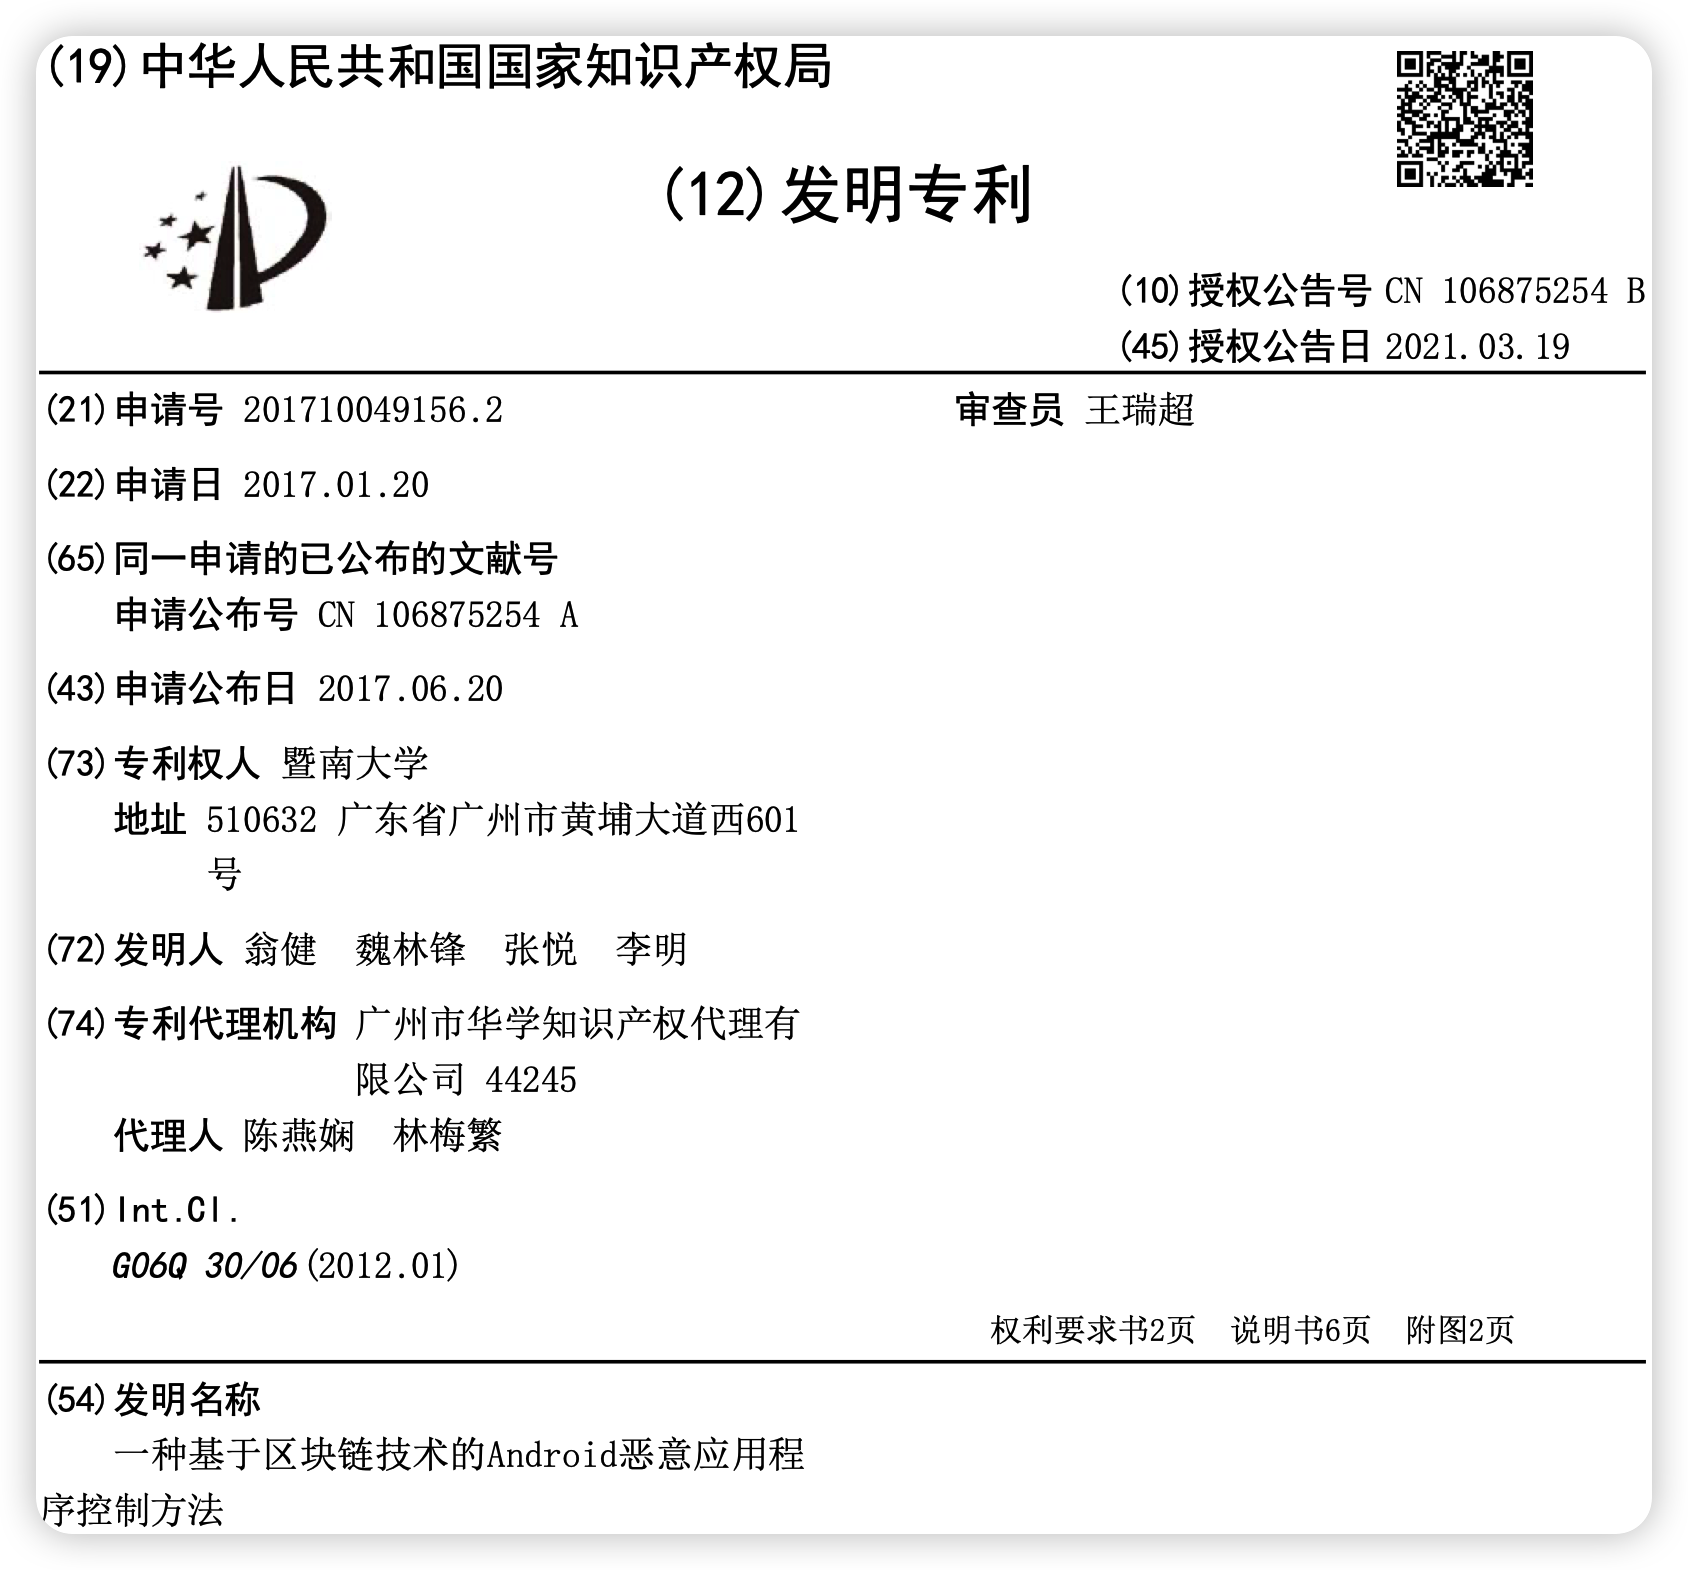 (19)中华人民共和国国家知识产权局
(12)发明专利
(10)授权公告号 CN 106875254 B
(45)授权公告日 2021.03.19
(21)申请号 201710049156.2
(22)申请日 2017.01.20
(65)同一申请的已公布的文献号
申请公布号 CN 106875254 A
(43)申请公布日 2017.06.20
(73)专利权人 暨南大学
地址 510632 广东省广州市黄埔大道西601
号
(72)发明人 翁健 魏林锋 张悦 李明
(74)专利代理机构 广州市华学知识产权代理有
限公司 44245
代理人 陈燕娴 林梅繁
(51)Int.Cl.
G06Q 30/06(2012.01)
审查员 王瑞超
权利要求书2页 说明书6页 附图2页
(54)发明名称
一种基于区块链技术的Android恶意应用程
序控制方法